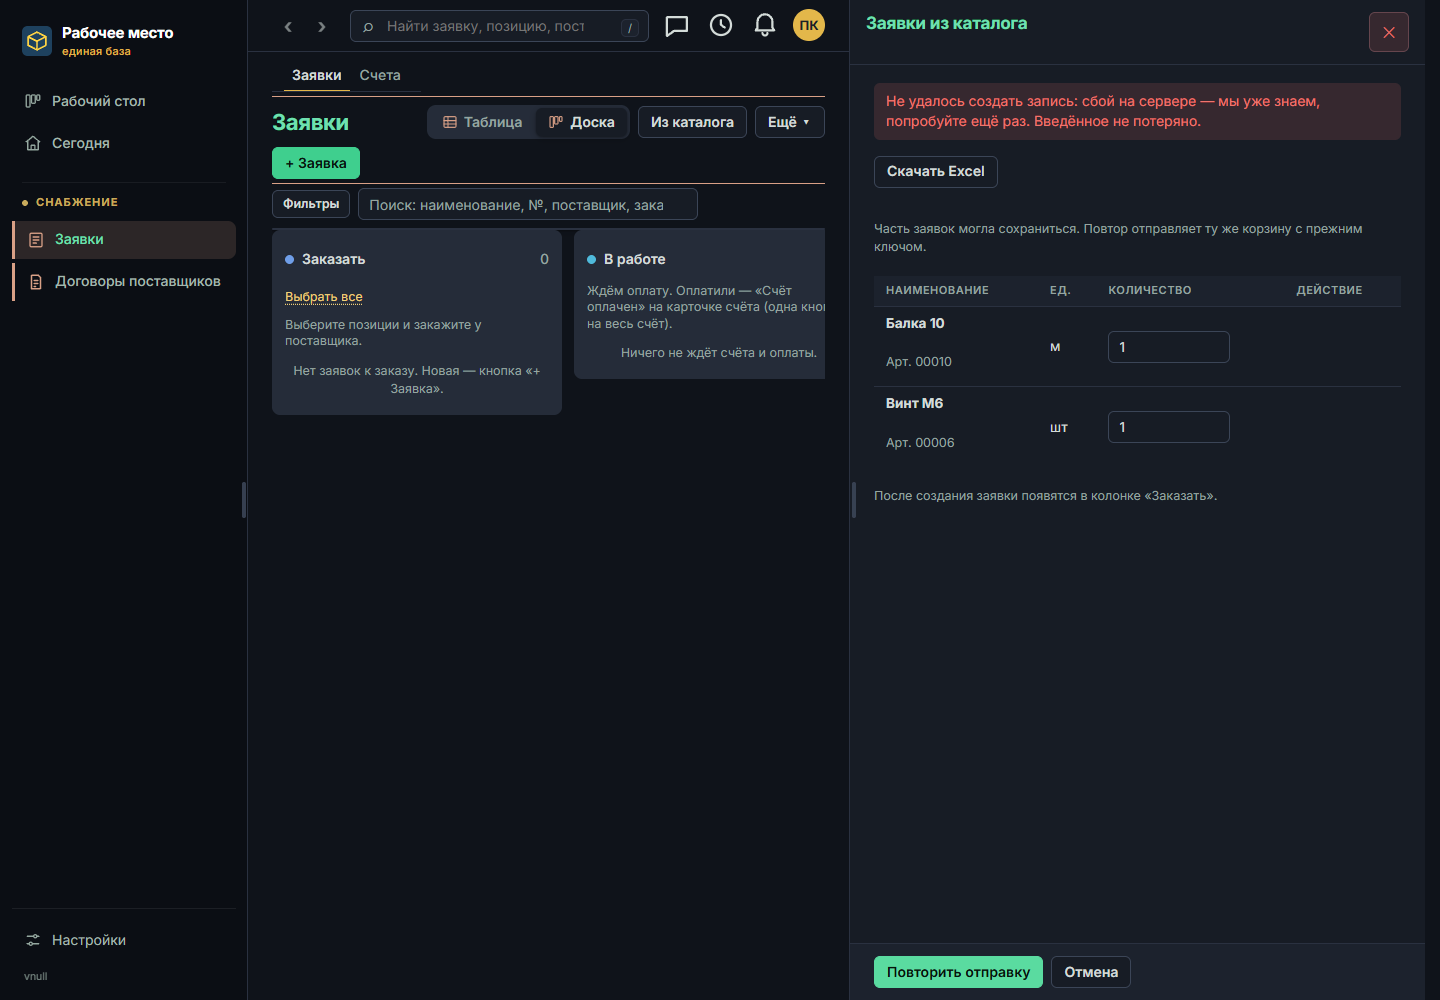 Рабочее место
единая база
Рабочий стол
Сегодня
СНАБЖЕНИЕ
Заявки
Договоры поставщиков
Настройки
vnull
Найти заявку, позицию, пост
/
ПК
Заявки
Счета
Заявки
Таблица
Доска
Из каталога
Ещё
+ Заявка
Фильтры
Поиск: наименование, №, поставщик, зака
Заказать
0
Выбрать все
Выберите позиции и закажите у
поставщика.
Нет заявок к заказу. Новая — кнопка «+
Заявка».
В работе
Ждём оплату. Оплатили — «Счёт
оплачен» на карточке счёта (одна кно
на весь счёт).
Ничего не ждёт счёта и оплаты.
Заявки из каталога
Не удалось создать запись: сбой на сервере — мы уже знаем,
попробуйте ещё раз. Введённое не потеряно.
Скачать Excel
Часть заявок могла сохраниться. Повтор отправляет ту же корзину с прежним
ключом.
НАИМЕНОВАНИЕ
ЕД.
КОЛИЧЕСТВО
ДЕЙСТВИЕ
Балка 10
Арт. 00010
м
1
Винт М6
Арт. 00006
шт
1
После создания заявки появятся в колонке «Заказать».
Повторить отправку
Отмена